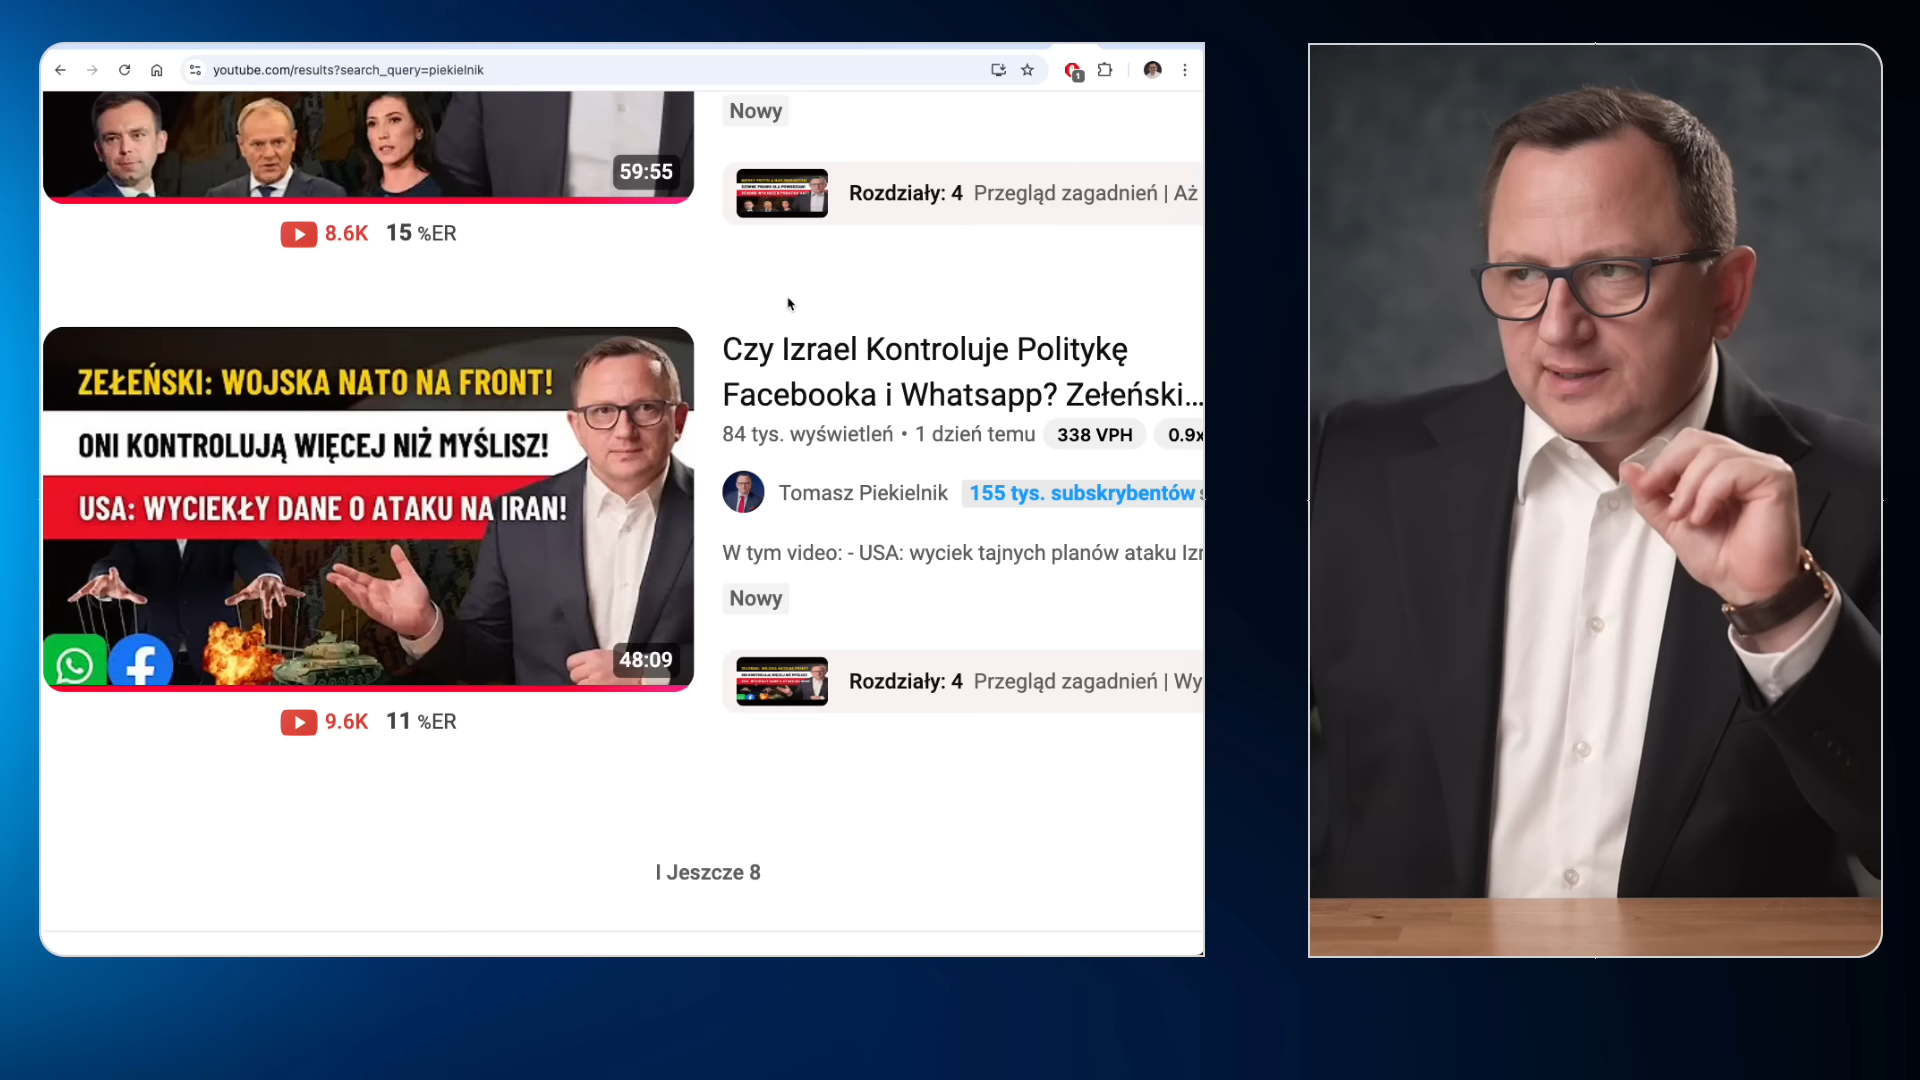 youtube.com/results?search_query=piekielnik
1
59:55
8.6K 15 %ER
Nowy
Rozdziały: 4 Przegląd zagadnień | Aż
ZEŁEŃSKI: WOJSKA NATO NA FRONT!
ONI KONTROLUJĄ WIĘCEJ NIŻ MYŚLISZ!
USA: WYCIEKŁY DANE O ATAKU NA IRAN!
48:09
9.6K 11 %ER
Czy Izrael Kontroluje Politykę
Facebooka i Whatsapp? Zełeński...
84 tys. wyświetleń • 1 dzień temu 338 VPH 0.9x
Tomasz Piekielnik 155 tys. subskrybentów
W tym video: - USA: wyciek tajnych planów ataku Izr
Nowy
Rozdziały: 4 Przegląd zagadnień | Wy
I Jeszcze 8